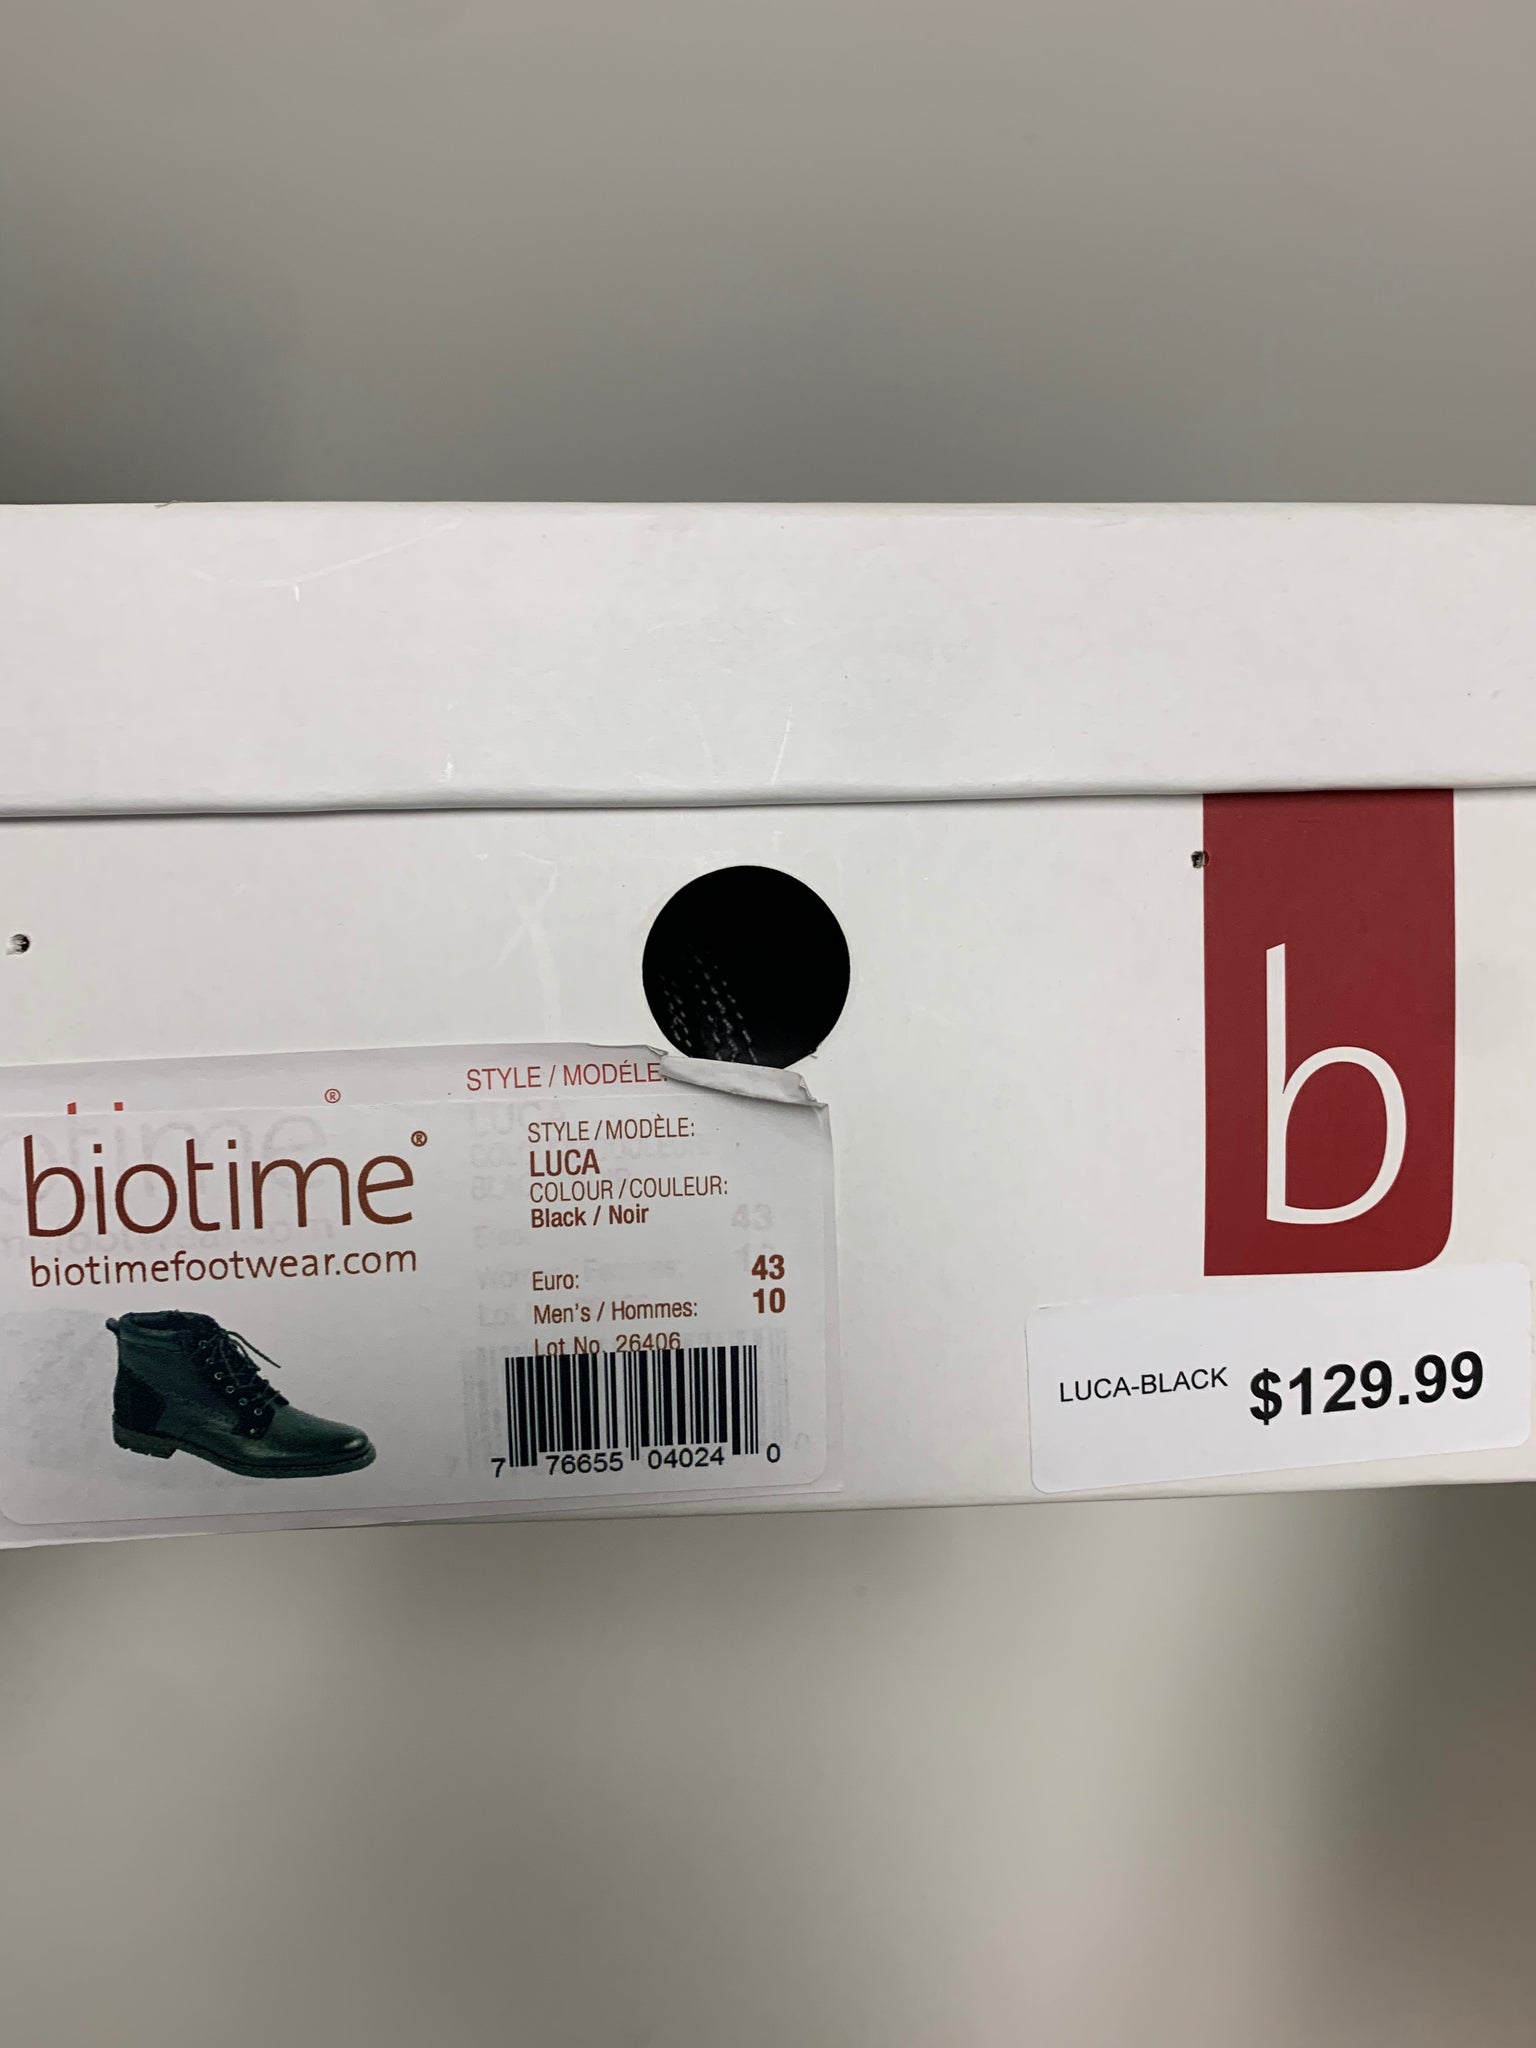 b
STYLE / MODÉLE:
biotime®
biotimefootwear.com
STYLE / MODÈLE:
LUCA
COLOUR / COULEUR:
Black / Noir
Euro: 43
Men's / Hommes: 10
Lot No. 26406
7 76655 04024 0
LUCA-BLACK $129.99